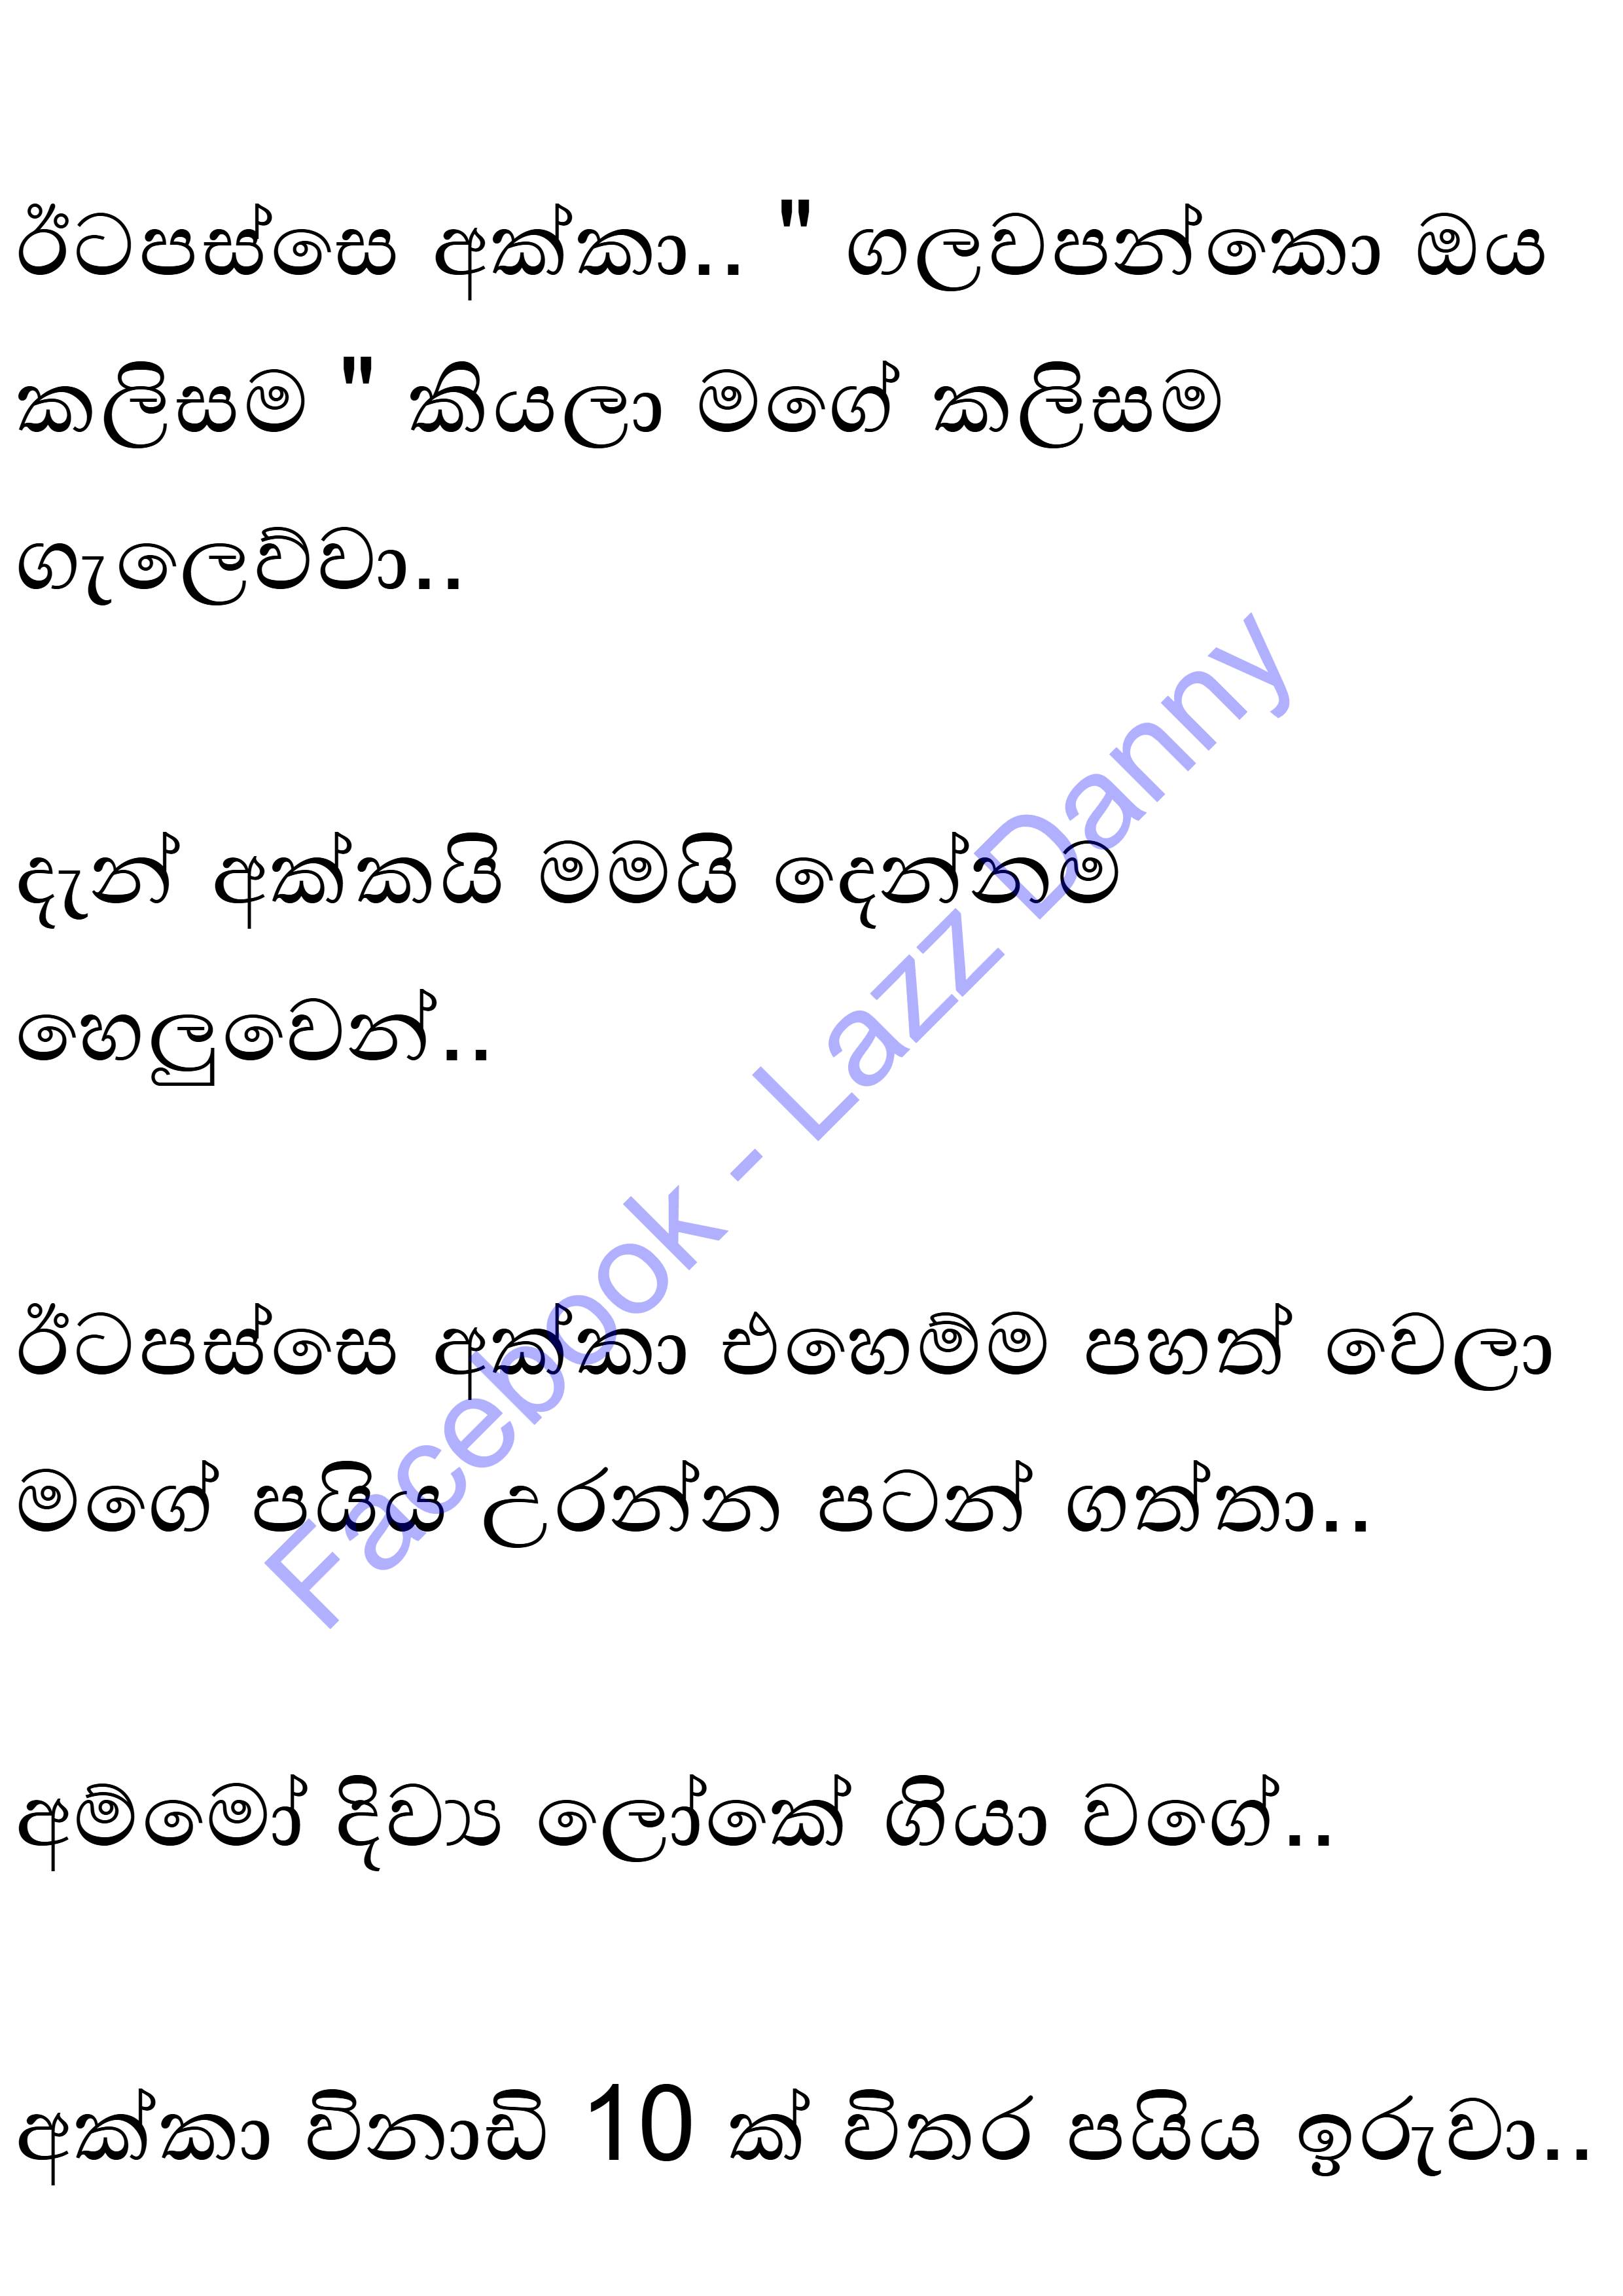 ඊටපස්සෙ අක්කා.. " ගලවපන්කො ඔය
කලිසම " කියලා මගේ කලිසම
ගැලෙව්වා..
දැන් අක්කයි මමයි දෙන්නම
හෙලුවෙන්..
ඊටපස්සෙ අක්කා එහෙම්ම පහත් වෙලා
මගේ පයිය උරන්න පටන් ගත්තා..
අම්මෝ දිව්‍ය ලෝකේ ගියා වගේ..
අක්කා විනාඩි 10 ක් විතර පයිය ඉරුවා..
Facebook - Lazz Danny